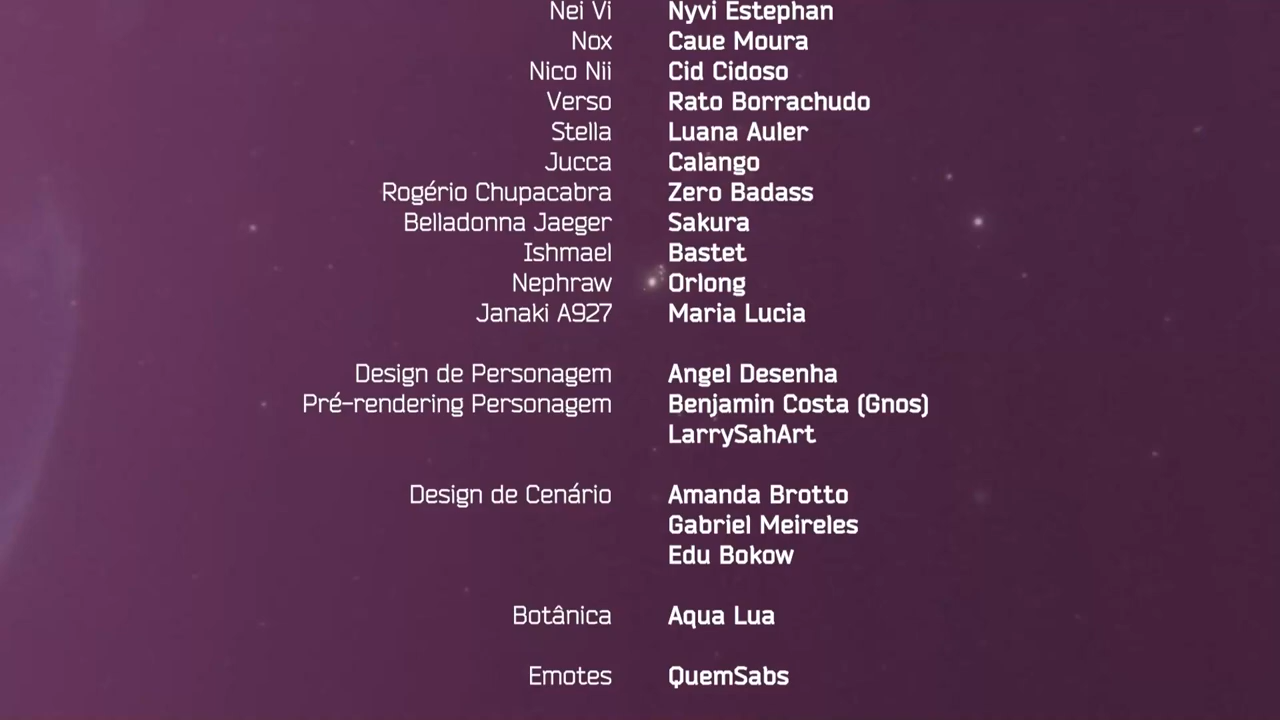 Nei Vi Nyvi Estephan
Nox Caue Moura
Nico Nii Cid Cidoso
Verso Rato Borrachudo
Stella Luana Auler
Jucca Calango
Rogério Chupacabra Zero Badass
Belladonna Jaeger Sakura
Ishmael Bastet
Nephraw Orlong
Janaki A927 Maria Lucia
Design de Personagem Angel Desenha
Pré-rendering Personagem Benjamin Costa (Gnos)
LarrySahArt
Design de Cenário Amanda Brotto
Gabriel Meireles
Edu Bokow
Botânica Aqua Lua
Emotes QuemSabs